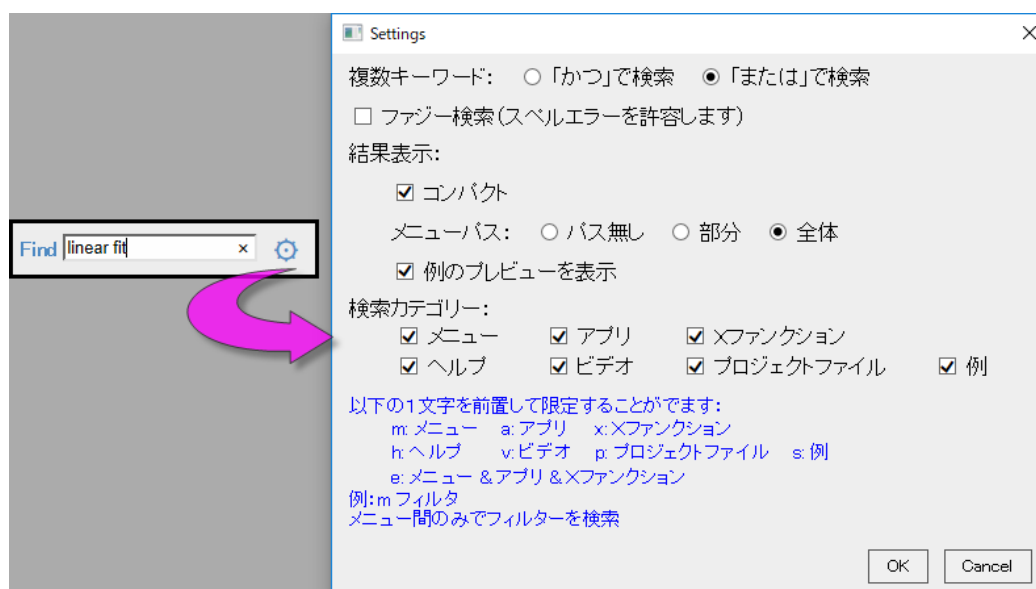 Settings
複数キーワード: 「かつ」で検索 「または」で検索
ファジー検索(スペルエラーを許容します)
結果表示:
コンパクト
メニューパス: パス無し 部分 全体
例のプレビューを表示
Find linear fit ×
検索カテゴリー:
メニュー アプリ Xファンクション
ヘルプ ビデオ プロジェクトファイル 例
以下の1文字を前置して限定することがでます:
m: メニュー a: アプリ x: Xファンクション
h: ヘルプ v: ビデオ p: プロジェクトファイル s: 例
e: メニュー & アプリ & Xファンクション
例:m フィルタ
メニュー間のみでフィルターを検索
OK Cancel